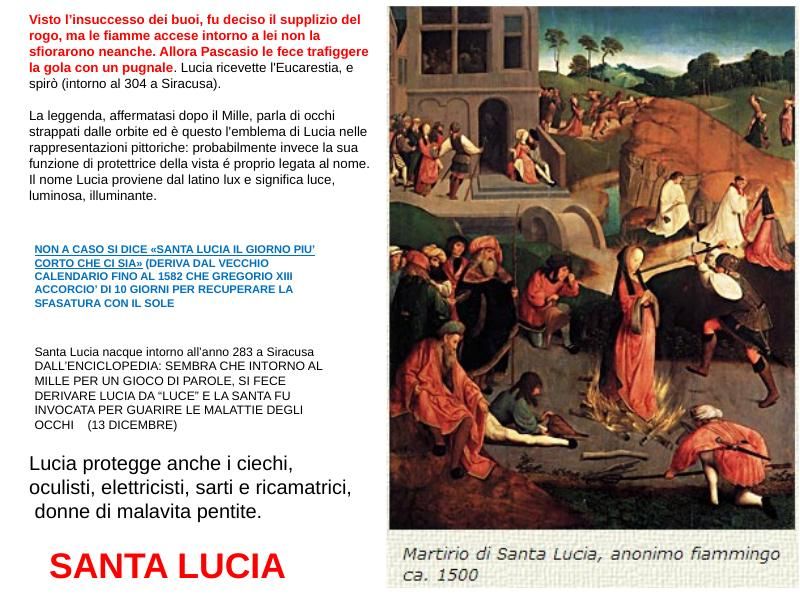 Visto l’insuccesso dei buoi, fu deciso il supplizio del
rogo, ma le fiamme accese intorno a lei non la
sfiorarono neanche. Allora Pascasio le fece trafiggere
la gola con un pugnale. Lucia ricevette l'Eucarestia, e
spirò (intorno al 304 a Siracusa).
La leggenda, affermatasi dopo il Mille, parla di occhi
strappati dalle orbite ed è questo l’emblema di Lucia nelle
rappresentazioni pittoriche: probabilmente invece la sua
funzione di protettrice della vista é proprio legata al nome.
Il nome Lucia proviene dal latino lux e significa luce,
luminosa, illuminante.
NON A CASO SI DICE «SANTA LUCIA IL GIORNO PIU’
CORTO CHE CI SIA» (DERIVA DAL VECCHIO
CALENDARIO FINO AL 1582 CHE GREGORIO XIII
ACCORCIO’ DI 10 GIORNI PER RECUPERARE LA
SFASATURA CON IL SOLE
Santa Lucia nacque intorno all’anno 283 a Siracusa
DALL’ENCICLOPEDIA: SEMBRA CHE INTORNO AL
MILLE PER UN GIOCO DI PAROLE, SI FECE
DERIVARE LUCIA DA “LUCE” E LA SANTA FU
INVOCATA PER GUARIRE LE MALATTIE DEGLI
OCCHI (13 DICEMBRE)
Lucia protegge anche i ciechi,
oculisti, elettricisti, sarti e ricamatrici,
donne di malavita pentite.
SANTA LUCIA
Martirio di Santa Lucia, anonimo fiammingo
ca. 1500